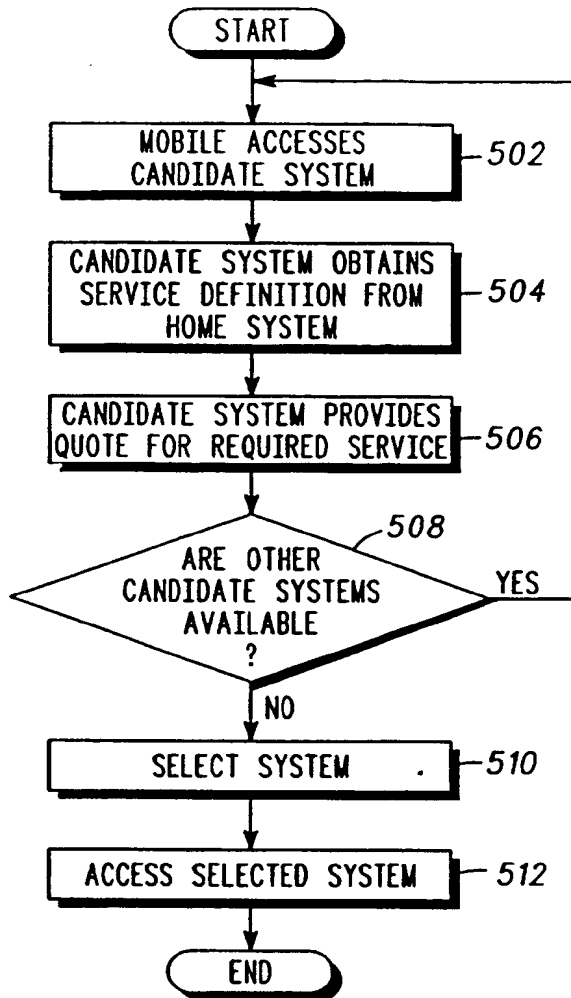 START
MOBILE ACCESSES
CANDIDATE SYSTEM
502
CANDIDATE SYSTEM OBTAINS
SERVICE DEFINITION FROM
HOME SYSTEM
504
CANDIDATE SYSTEM PROVIDES
QUOTE FOR REQUIRED SERVICE
506
508
ARE OTHER
CANDIDATE SYSTEMS
AVAILABLE
?
YES
NO
SELECT SYSTEM
510
ACCESS SELECTED SYSTEM
512
END